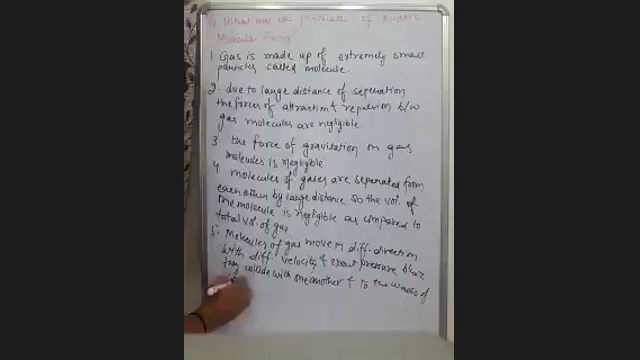 Q What are the postulates of Kinetic
Molecular Theory?
1 Gas is made up of extremely small
particles called molecule.
2. due to large distance of seperation
the forces of attraction & repulsion b/w
gas molecules are negligible.
3 the force of gravitation on gas
molecules is negligible
4 molecules of gases are separated from
each other by large distance so the vol. of
the molecule is negligible as compared to
total vol. of gas
5. Molecules of gas move in diff. direction
with diff. velocity & exert pressure b'coz
they collide with one another & to the walls of